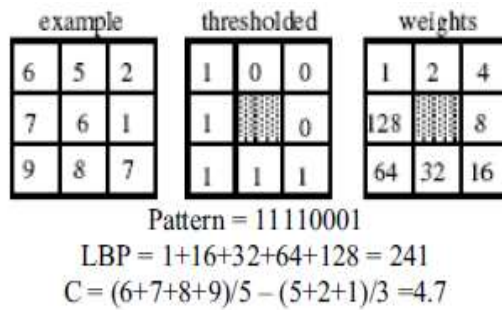 example thresholded weights
6 5 2 1 0 0 1 2 4
7 6 1 1 0 128 8
9 8 7 1 1 1 64 32 16
Pattern = 11110001
LBP = 1+16+32+64+128 = 241
C = (6+7+8+9)/5 – (5+2+1)/3 =4.7